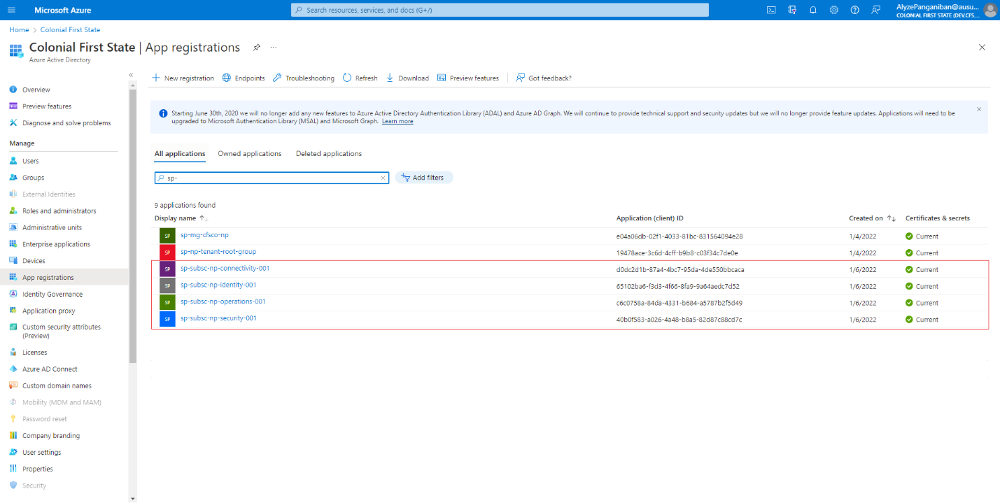 Microsoft Azure
Search resources, services, and docs (G+/)
AlyzePanganiban@ausu...
COLONIAL FIRST STATE (DEV.CFS....
Home > Colonial First State
Colonial First State | App registrations
Azure Active Directory
Overview
Preview features
Diagnose and solve problems
Manage
Users
Groups
External Identities
Roles and administrators
Administrative units
Enterprise applications
Devices
App registrations
Identity Governance
Application proxy
Custom security attributes
(Preview)
Licenses
Azure AD Connect
Custom domain names
Mobility (MDM and MAM)
Password reset
Company branding
User settings
Properties
Security
New registration Endpoints Troubleshooting Refresh Download Preview features Got feedback?
Starting June 30th, 2020 we will no longer add any new features to Azure Active Directory Authentication Library (ADAL) and Azure AD Graph. We will continue to provide technical support and security updates but we will no longer provide feature updates. Applications will need to be
upgraded to Microsoft Authentication Library (MSAL) and Microsoft Graph. Learn more
All applications Owned applications Deleted applications
sp-
Add filters
9 applications found
Display name Application (client) ID Created on Certificates & secrets
SP sp-mg-cfsco-np e04a06db-02f1-4033-81bc-831564094e28 1/4/2022 Current
SP sp-np-tenant-root-group 19478ace-3c6d-4cff-b9b8-c03f34c7de0e 1/4/2022 Current
SP sp-subsc-np-connectivity-001 d0dc2d1b-87a4-4bc7-95da-4de550bbcaca 1/6/2022 Current
SP sp-subsc-np-identity-001 65102ba6-f3d3-4f66-8fa9-9a64aedc7d52 1/6/2022 Current
SP sp-subsc-np-operations-001 c6c0758a-84da-4331-b684-a5787b2f5d49 1/6/2022 Current
SP sp-subsc-np-security-001 40b0f583-a026-4a48-b8a5-82d87c88cd7c 1/6/2022 Current